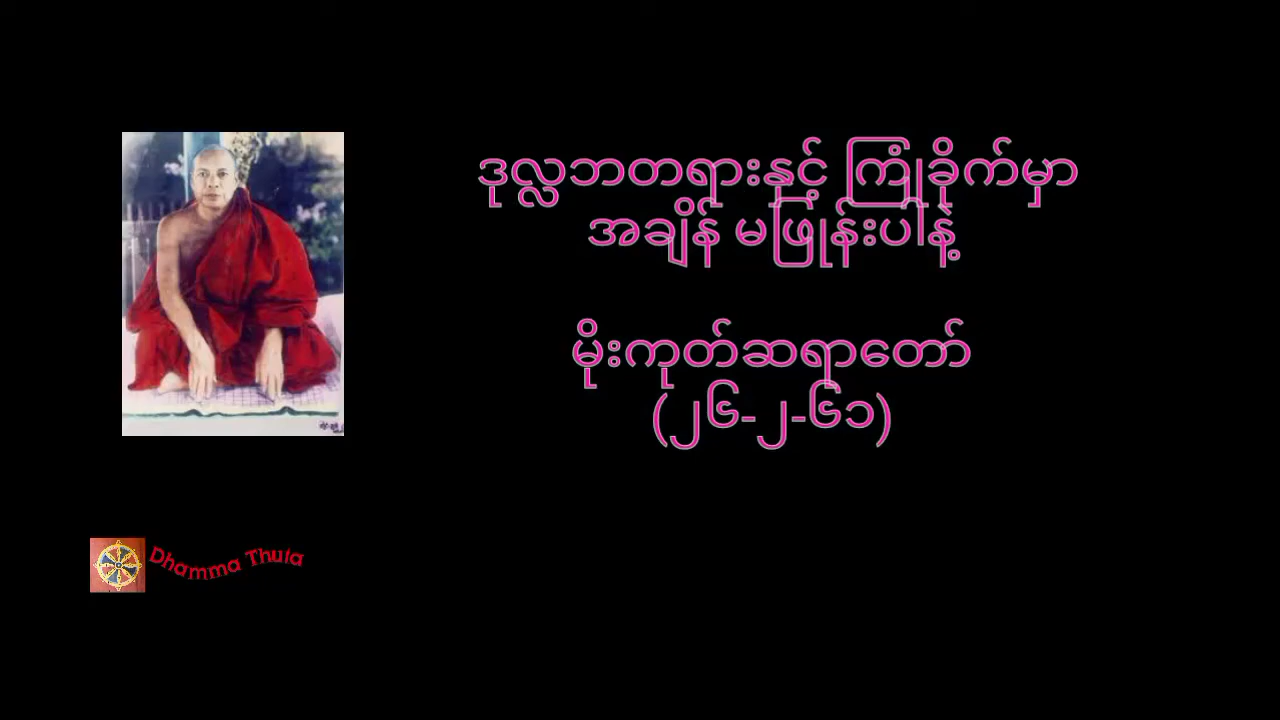 ဒုလ္လဘတရားနှင့် ကြုံခိုက်မှာ
အချိန် မဖြုန်းပါနဲ့
မိုးကုတ်ဆရာတော်
(၂၆-၂-၆၁)
Dhamma Thula